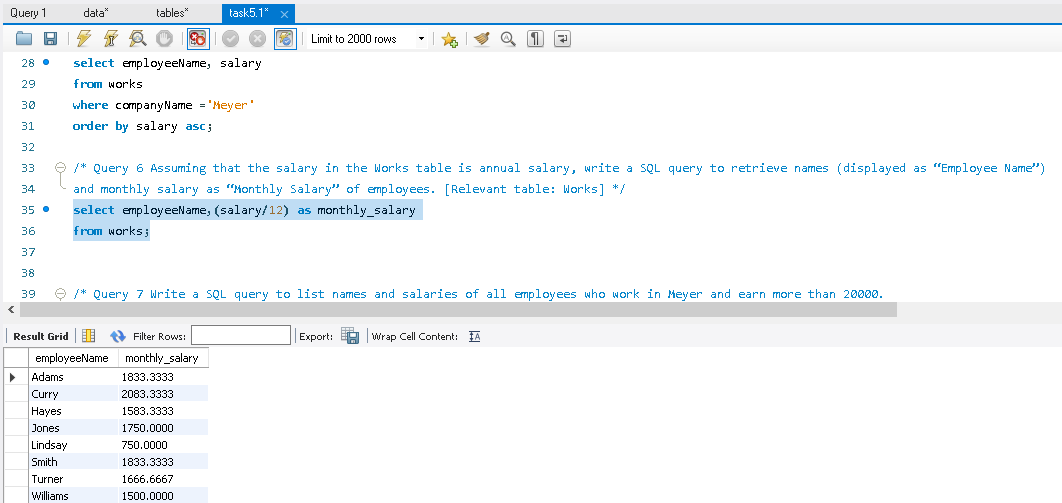 Query 1 data* tables* task5.1* ×
Limit to 2000 rows
28 select employeeName, salary
29 from works
30 where companyName ='Meyer'
31 order by salary asc;
32
33 /* Query 6 Assuming that the salary in the Works table is annual salary, write a SQL query to retrieve names (displayed as “Employee Name”)
34 and monthly salary as “Monthly Salary” of employees. [Relevant table: Works] */
35 select employeeName,(salary/12) as monthly_salary
36 from works;
37
38
39 /* Query 7 Write a SQL query to list names and salaries of all employees who work in Meyer and earn more than 20000.
Result Grid Filter Rows: Export: Wrap Cell Content: IA
employeeName monthly_salary
Adams 1833.3333
Curry 2083.3333
Hayes 1583.3333
Jones 1750.0000
Lindsay 750.0000
Smith 1833.3333
Turner 1666.6667
Williams 1500.0000